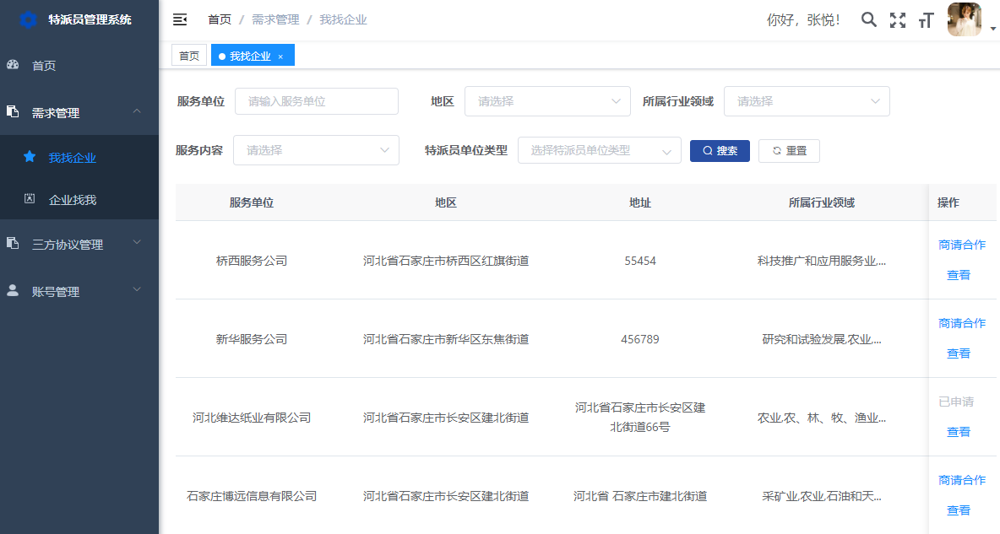 特派员管理系统
首页
需求管理
我找企业
企业找我
三方协议管理
账号管理
首页 / 需求管理 / 我找企业
你好，张悦！
首页
我找企业 ×
服务单位 请输入服务单位 地区 请选择 所属行业领域 请选择
服务内容 请选择 特派员单位类型 选择特派员单位类型 搜索 重置
服务单位 地区 地址 所属行业领域 操作
桥西服务公司 河北省石家庄市桥西区红旗街道 55454 科技推广和应用服务业,... 商请合作
查看
新华服务公司 河北省石家庄市新华区东焦街道 456789 研究和试验发展,农业,... 商请合作
查看
河北维达纸业有限公司 河北省石家庄市长安区建北街道 河北省石家庄市长安区建
北街道66号 农业,农、林、牧、渔业... 已申请
查看
石家庄博远信息有限公司 河北省石家庄市长安区建北街道 河北省 石家庄市建北街道 采矿业,农业,石油和天... 商请合作
查看